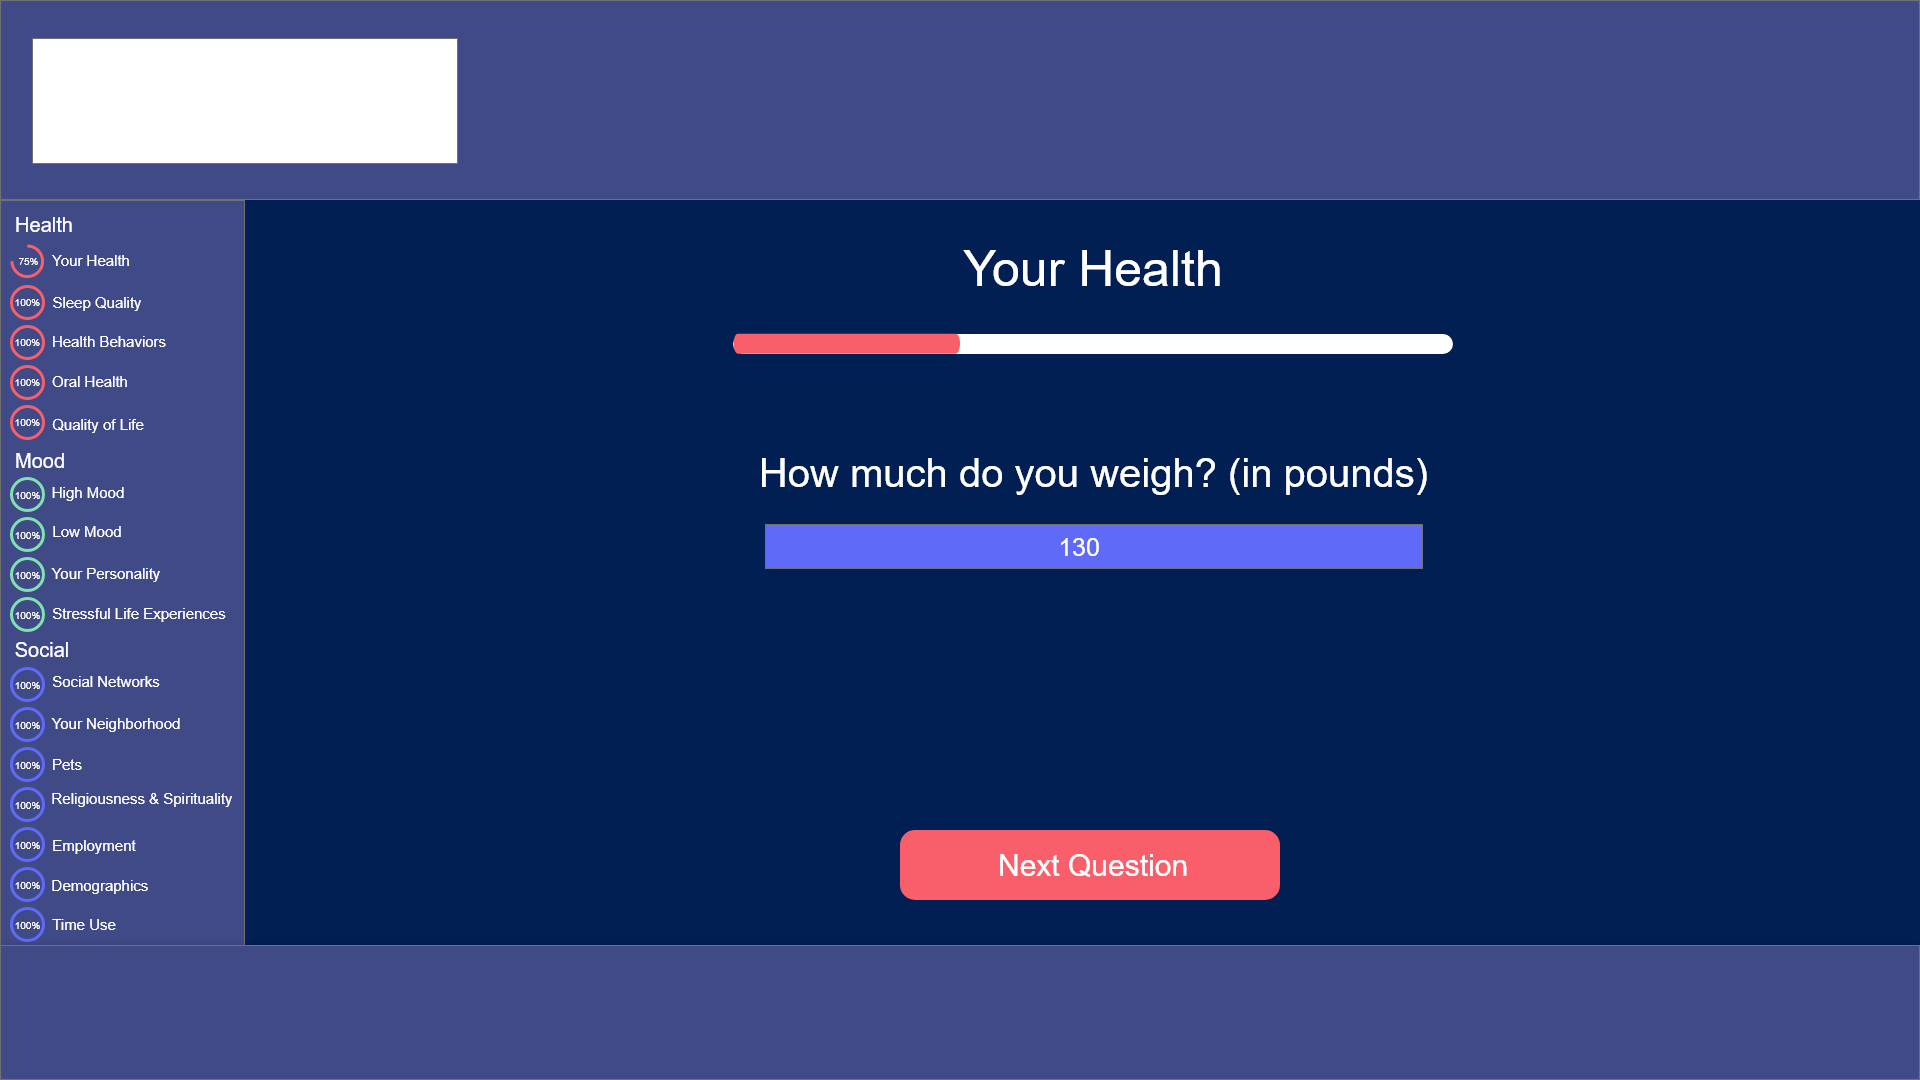 Health
75% Your Health
100% Sleep Quality
100% Health Behaviors
100% Oral Health
100% Quality of Life
Mood
100% High Mood
100% Low Mood
100% Your Personality
100% Stressful Life Experiences
Social
100% Social Networks
100% Your Neighborhood
100% Pets
100% Religiousness & Spirituality
100% Employment
100% Demographics
100% Time Use
Your Health
How much do you weigh? (in pounds)
130
Next Question